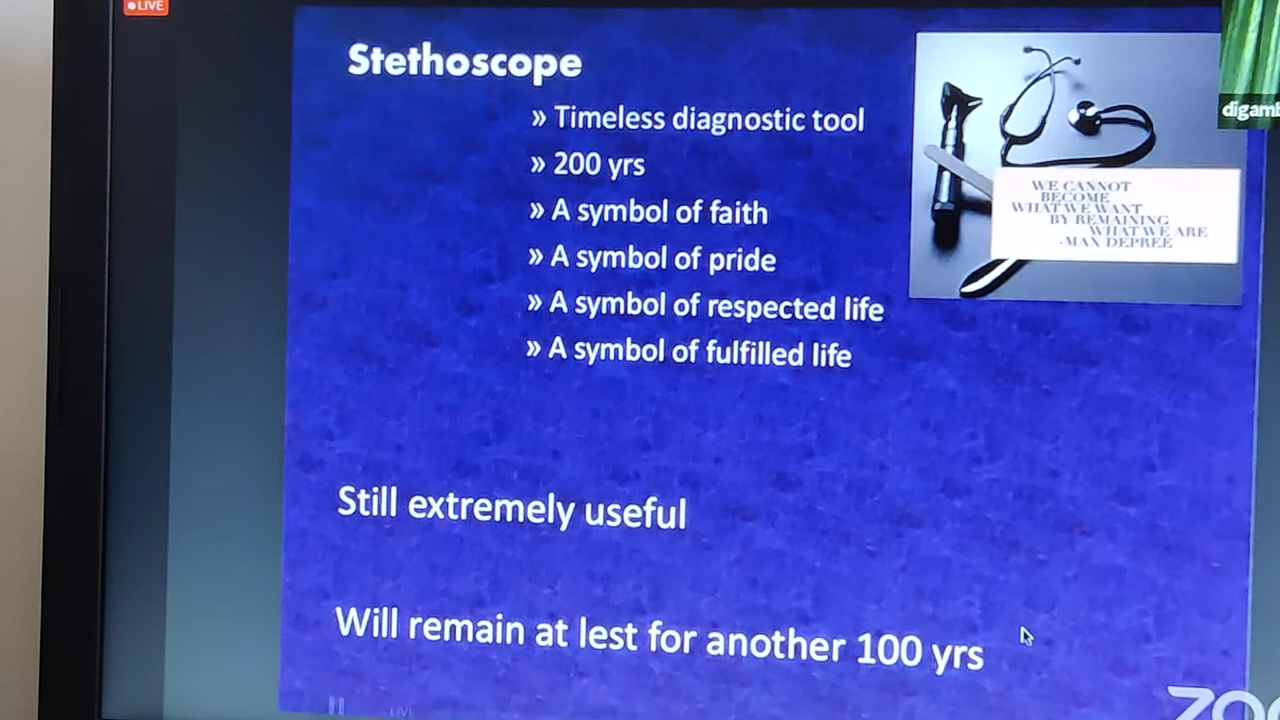 LIVE
Stethoscope
» Timeless diagnostic tool
» 200 yrs
» A symbol of faith
» A symbol of pride
» A symbol of respected life
» A symbol of fulfilled life
WE CANNOT
BECOME
WHAT WE WANT
BY REMAINING
WHAT WE ARE
-MAX DEPREE
Still extremely useful
Will remain at lest for another 100 yrs
LIVE